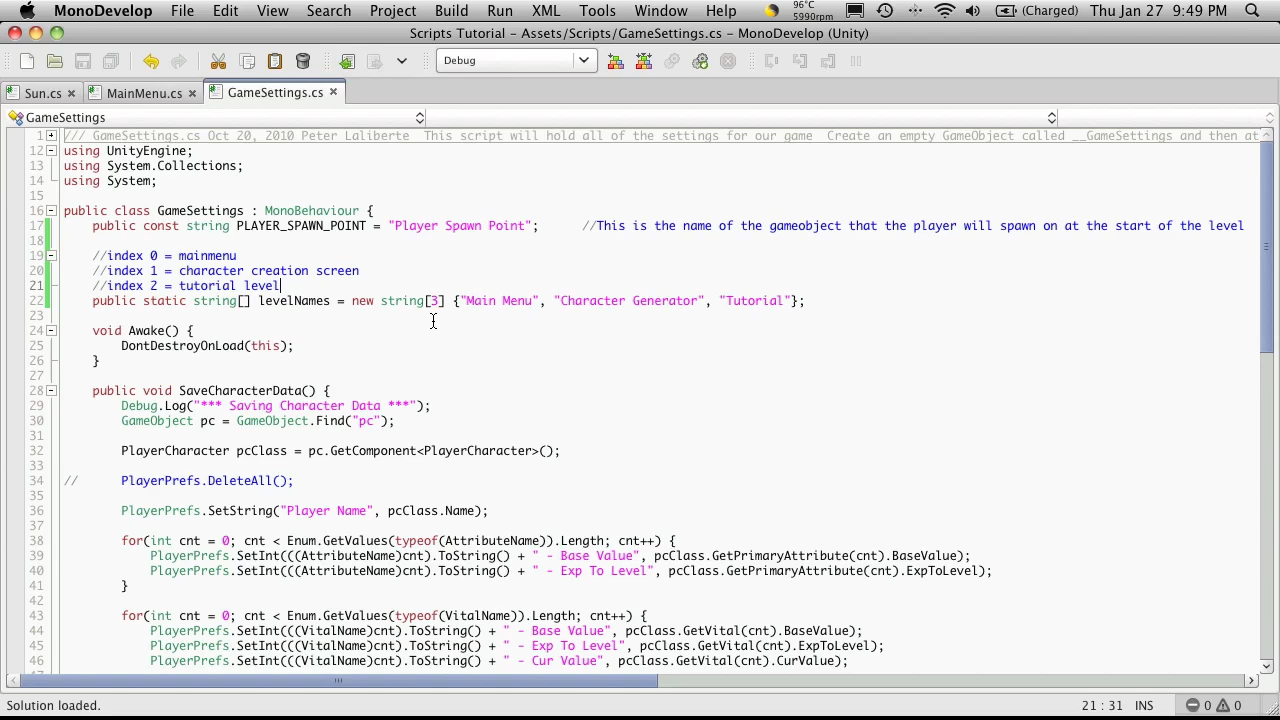 MonoDevelop File Edit View Search Project Build Run XML Tools Window Help 96°C 5990rpm (Charged) Thu Jan 27 9:49 PM
Scripts Tutorial - Assets/Scripts/GameSettings.cs - MonoDevelop (Unity)
Debug
Sun.cs MainMenu.cs GameSettings.cs
GameSettings
1 /// GameSettings.cs Oct 20, 2010 Peter Laliberte  This script will hold all of the settings for our game  Create an empty GameObject called __GameSettings and then at
12 using UnityEngine;
13 using System.Collections;
14 using System;
15
16 public class GameSettings : MonoBehaviour {
17 public const string PLAYER_SPAWN_POINT = "Player Spawn Point"; //This is the name of the gameobject that the player will spawn on at the start of the level
18
19 //index 0 = mainmenu
20 //index 1 = character creation screen
21 //index 2 = tutorial level
22 public static string[] levelNames = new string[3] {"Main Menu", "Character Generator", "Tutorial"};
23
24 void Awake() {
25 DontDestroyOnLoad(this);
26 }
27
28 public void SaveCharacterData() {
29 Debug.Log("*** Saving Character Data ***");
30 GameObject pc = GameObject.Find("pc");
31
32 PlayerCharacter pcClass = pc.GetComponent<PlayerCharacter>();
33
34 // PlayerPrefs.DeleteAll();
35
36 PlayerPrefs.SetString("Player Name", pcClass.Name);
37
38 for(int cnt = 0; cnt < Enum.GetValues(typeof(AttributeName)).Length; cnt++) {
39 PlayerPrefs.SetInt(((AttributeName)cnt).ToString() + " - Base Value", pcClass.GetPrimaryAttribute(cnt).BaseValue);
40 PlayerPrefs.SetInt(((AttributeName)cnt).ToString() + " - Exp To Level", pcClass.GetPrimaryAttribute(cnt).ExpToLevel);
41 }
42
43 for(int cnt = 0; cnt < Enum.GetValues(typeof(VitalName)).Length; cnt++) {
44 PlayerPrefs.SetInt(((VitalName)cnt).ToString() + " - Base Value", pcClass.GetVital(cnt).BaseValue);
45 PlayerPrefs.SetInt(((VitalName)cnt).ToString() + " - Exp To Level", pcClass.GetVital(cnt).ExpToLevel);
46 PlayerPrefs.SetInt(((VitalName)cnt).ToString() + " - Cur Value", pcClass.GetVital(cnt).CurValue);
Solution loaded. 21 : 31 INS 0 0